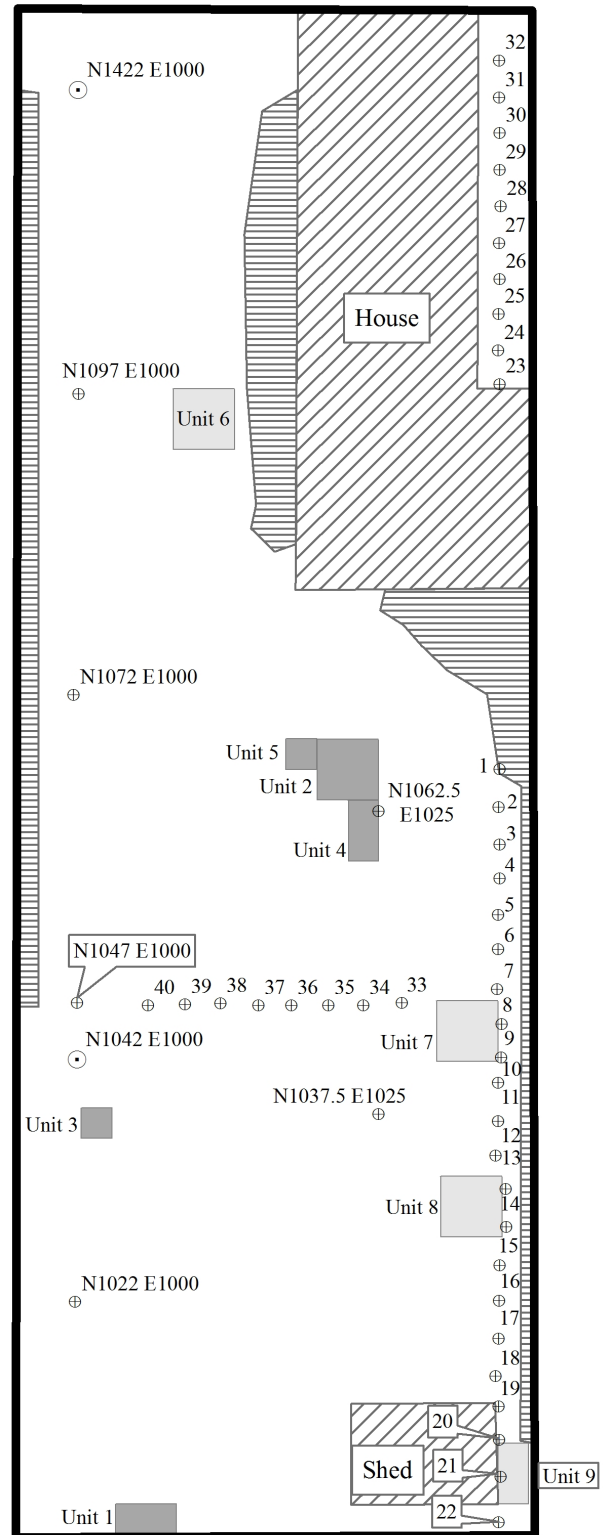 32
N1422 E1000
31
30
29
28
27
26
25
House
24
23
N1097 E1000
Unit 6
N1072 E1000
Unit 5
1
Unit 2
N1062.5
E1025
2
3
Unit 4
4
5
6
N1047 E1000
7
40
39
38
37
36
35
34
33
8
9
Unit 7
N1042 E1000
10
N1037.5 E1025
11
Unit 3
12
13
Unit 8
14
15
N1022 E1000
16
17
18
19
20
Shed
21
Unit 9
22
Unit 1